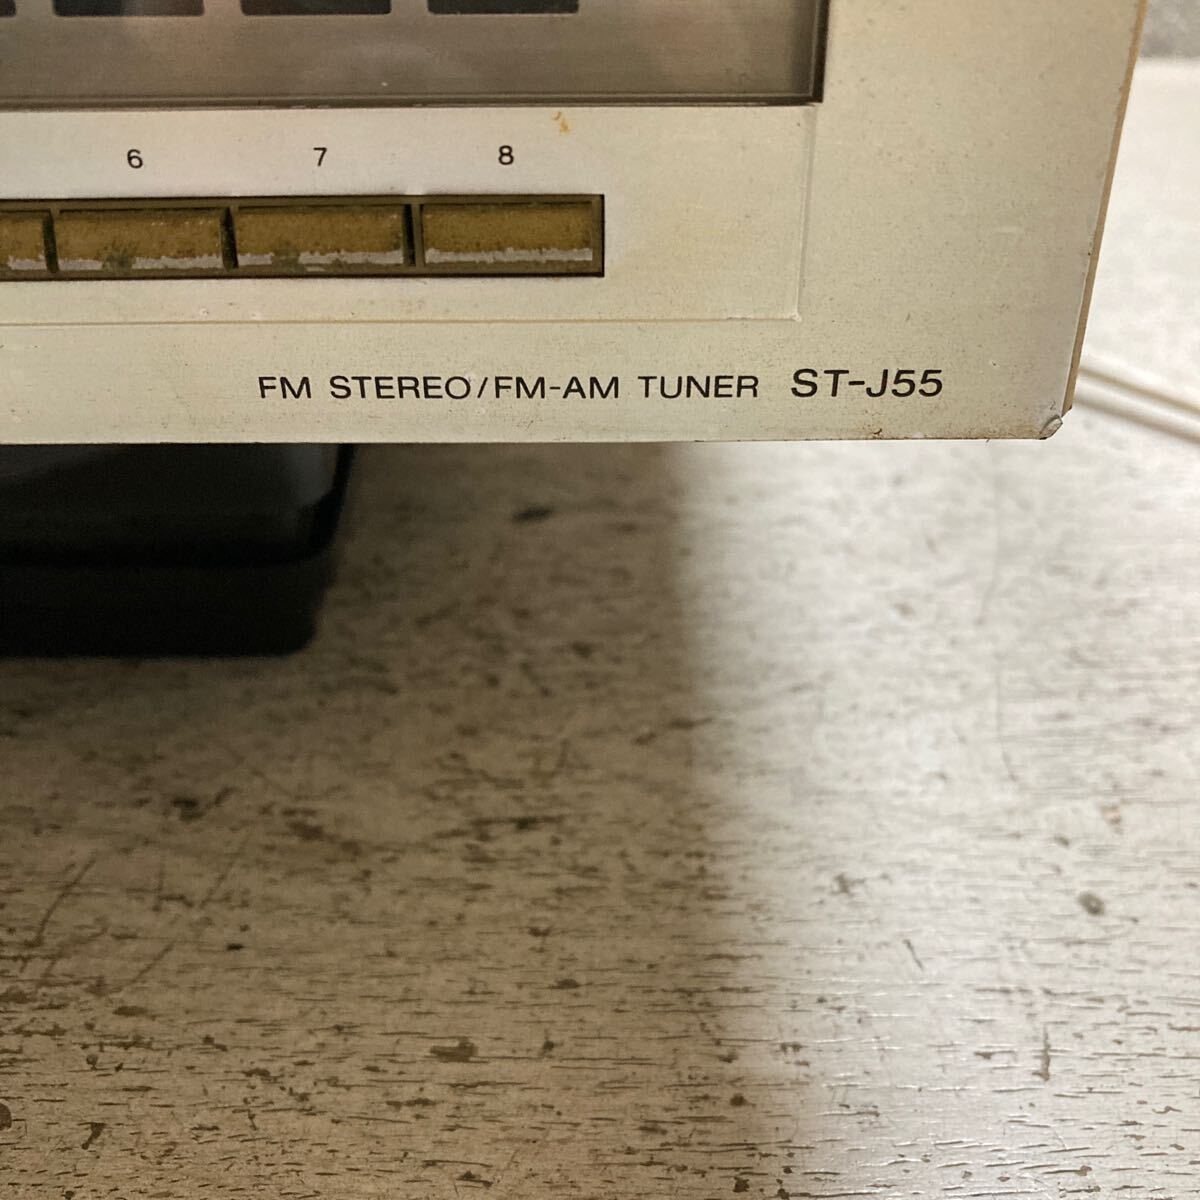 6 7 8
FM STEREO/FM-AM TUNER ST-J55